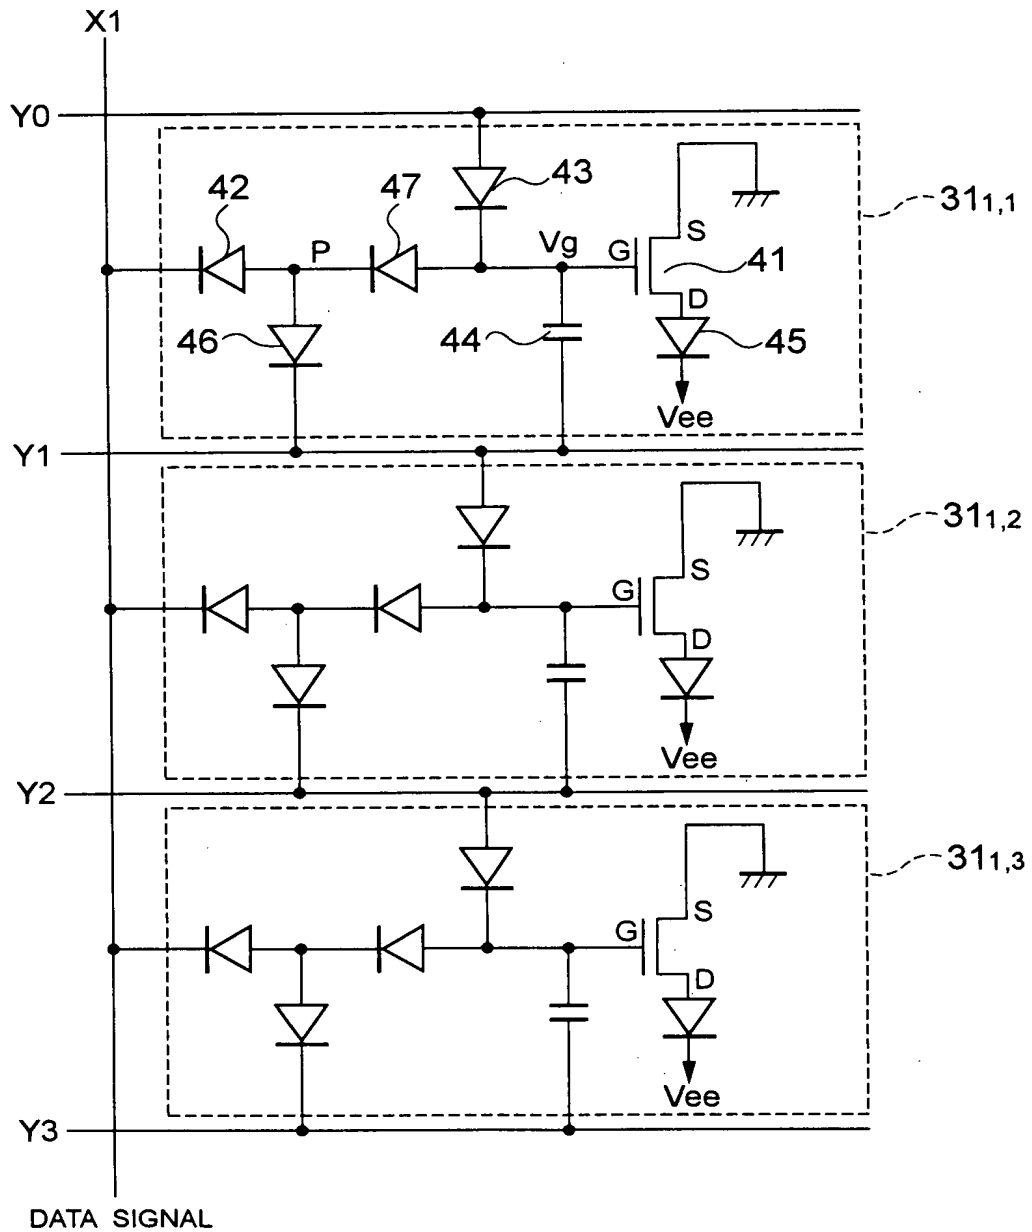 X1
Y0
43
42
47
31₁,₁
P
Vg
G
S
41
D
46
44
45
Vee
Y1
31₁,₂
S
G
D
Vee
Y2
31₁,₃
S
G
D
Vee
Y3
DATA SIGNAL